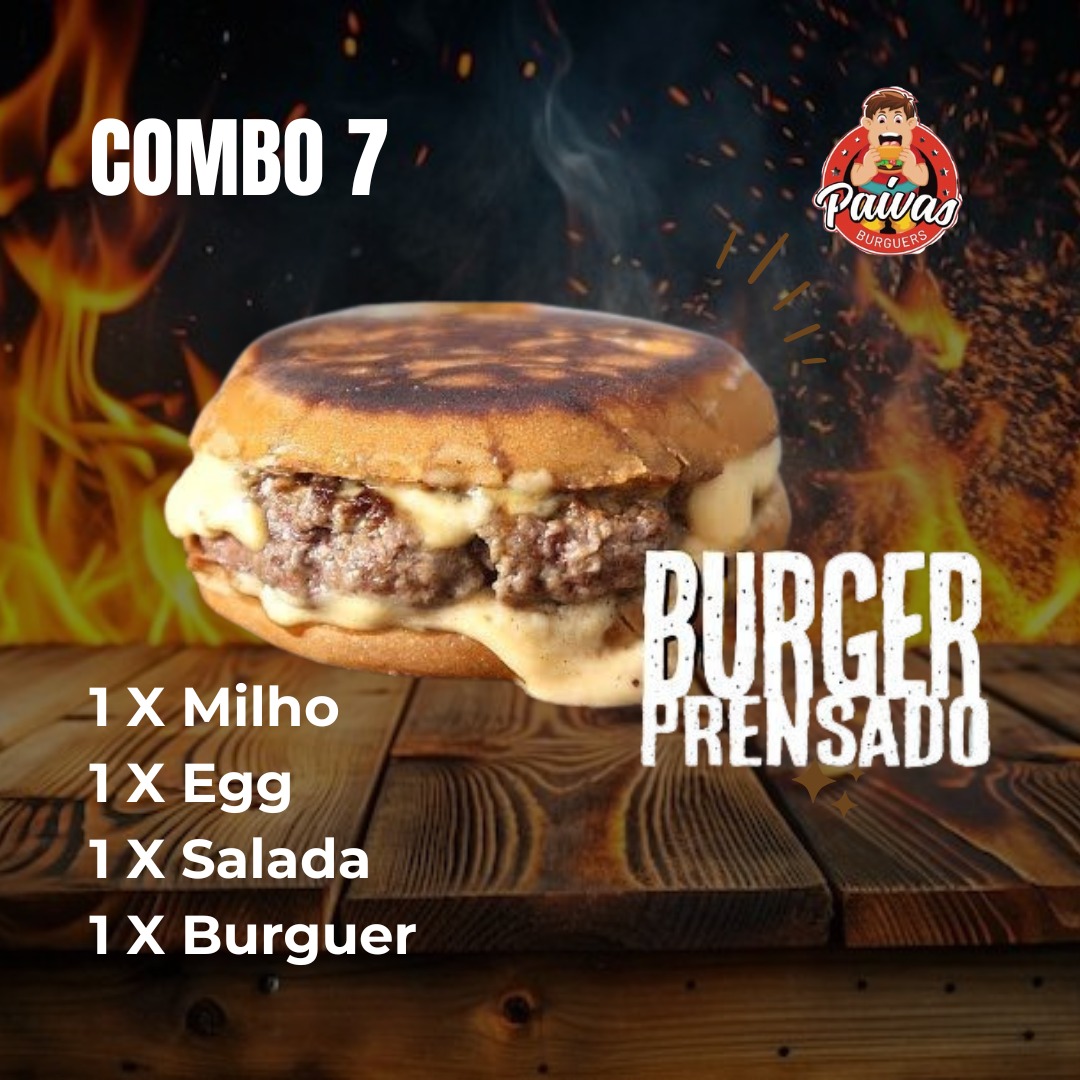 COMBO 7
Paivas
BURGUERS
BURGER
PRENSADO
1 X Milho
1 X Egg
1 X Salada
1 X Burguer